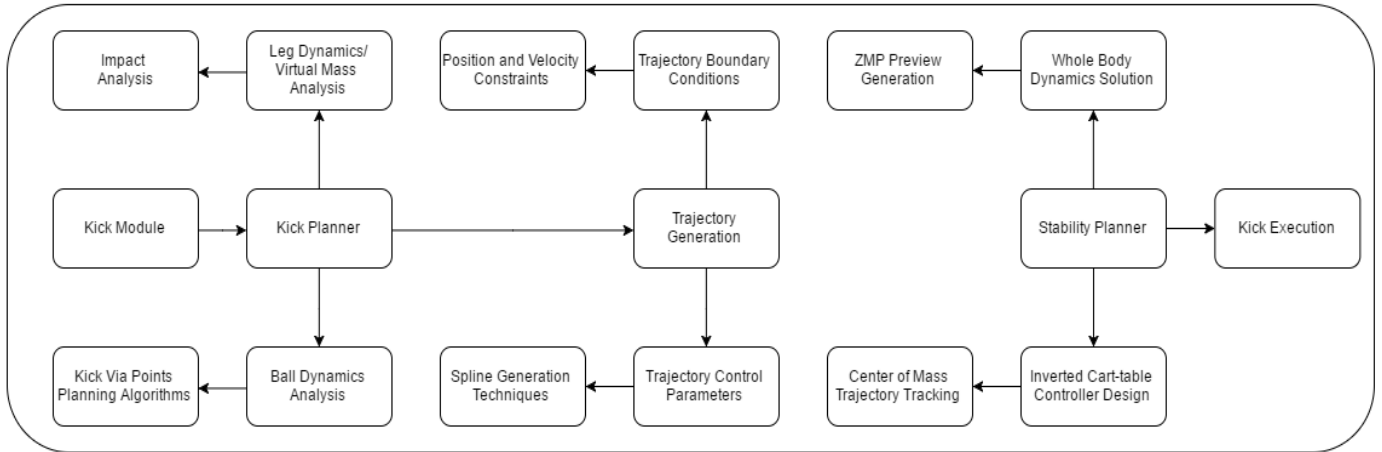 Impact
Analysis
Leg Dynamics/
Virtual Mass
Analysis
Position and Velocity
Constraints
Trajectory Boundary
Conditions
ZMP Preview
Generation
Whole Body
Dynamics Solution
Kick Module
Kick Planner
Trajectory
Generation
Stability Planner
Kick Execution
Kick Via Points
Planning Algorithms
Ball Dynamics
Analysis
Spline Generation
Techniques
Trajectory Control
Parameters
Center of Mass
Trajectory Tracking
Inverted Cart-table
Controller Design